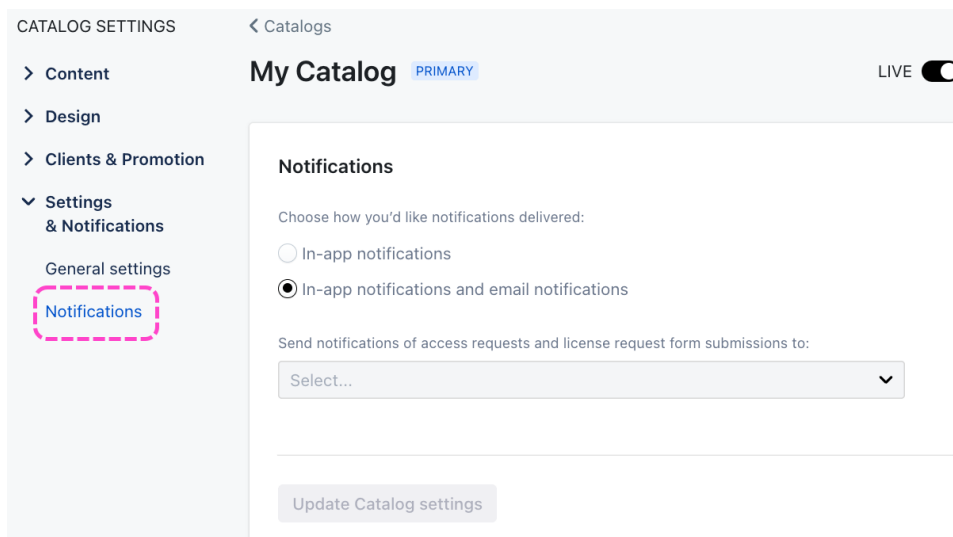 CATALOG SETTINGS
Content
Design
Clients & Promotion
Settings
& Notifications
General settings
Notifications
Catalogs
My Catalog PRIMARY
LIVE
Notifications
Choose how you'd like notifications delivered:
In-app notifications
In-app notifications and email notifications
Send notifications of access requests and license request form submissions to:
Select...
Update Catalog settings